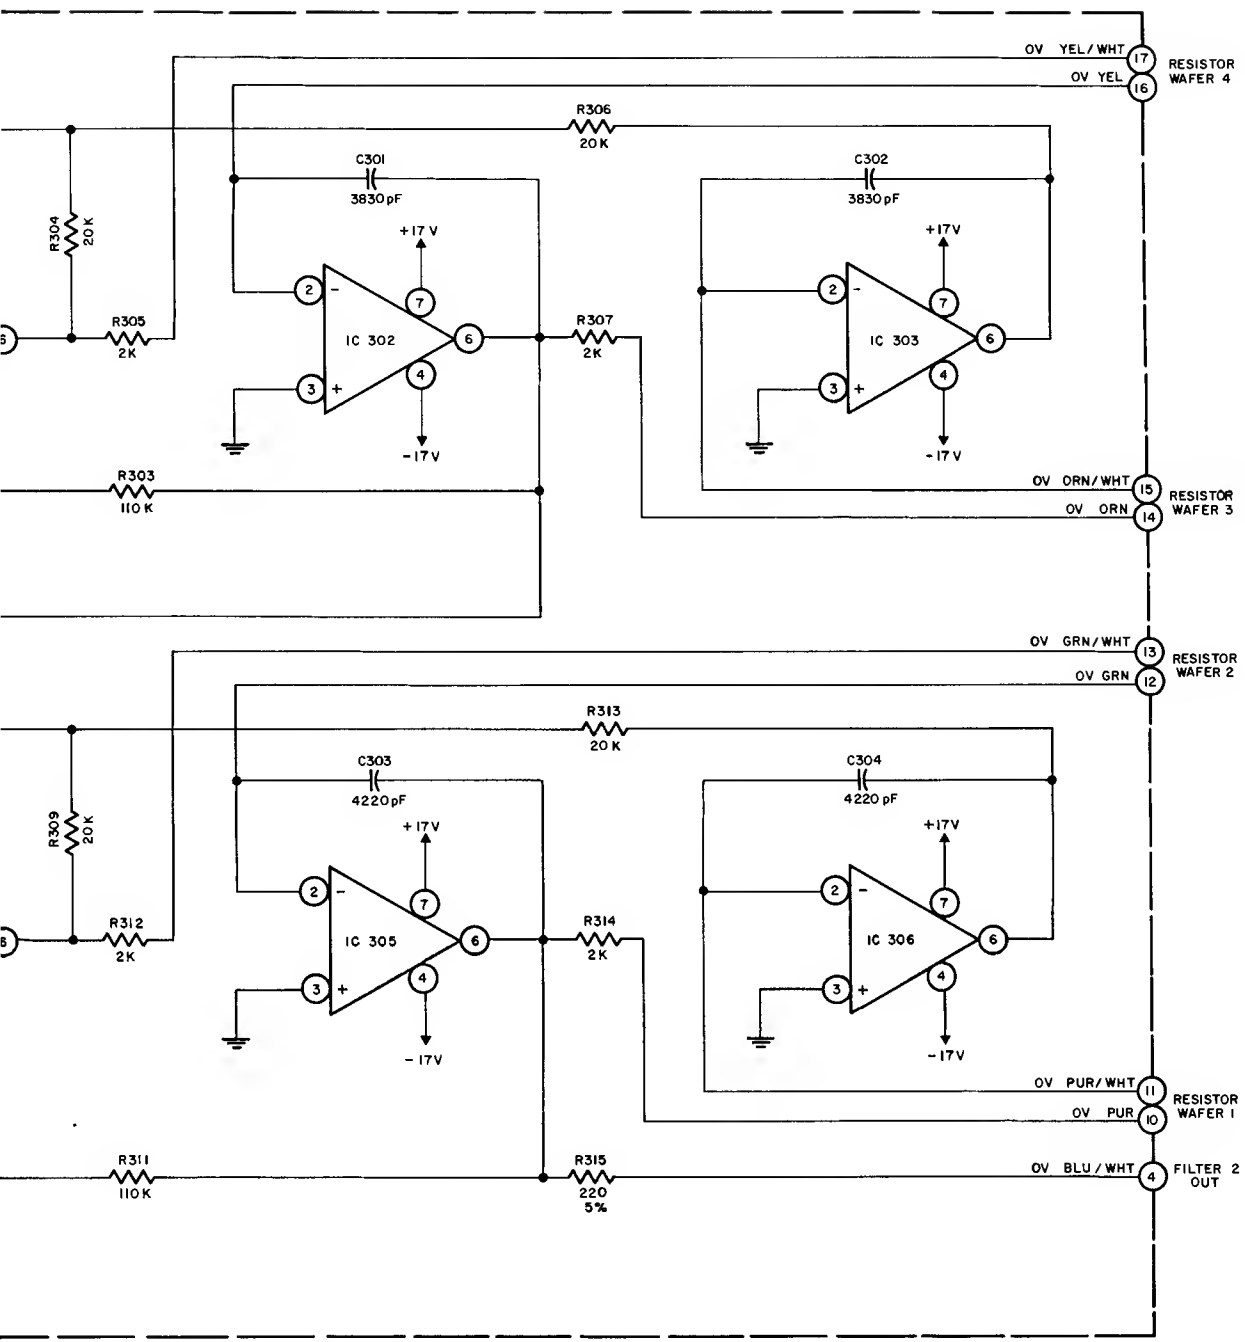 OV YEL/WHT
17
RESISTOR
WAFER 4
OV YEL
16
R306
20K
C301
3830pF
C302
3830pF
R304
20K
+17V
+17V
2
-
7
2
-
7
6
R305
2K
IC 302
6
R307
2K
IC 303
6
3
+
4
3
+
4
-17V
-17V
R303
110K
OV ORN/WHT
15
RESISTOR
WAFER 3
OV ORN
14
OV GRN/WHT
13
RESISTOR
WAFER 2
OV GRN
12
R313
20K
C303
4220pF
C304
4220pF
R309
20K
+17V
+17V
2
-
7
2
-
7
6
R312
2K
IC 305
6
R314
2K
IC 306
6
3
+
4
3
+
4
-17V
-17V
OV PUR/WHT
11
RESISTOR
WAFER 1
OV PUR
10
R311
110K
R315
220
5%
OV BLU/WHT
4
FILTER 2
OUT